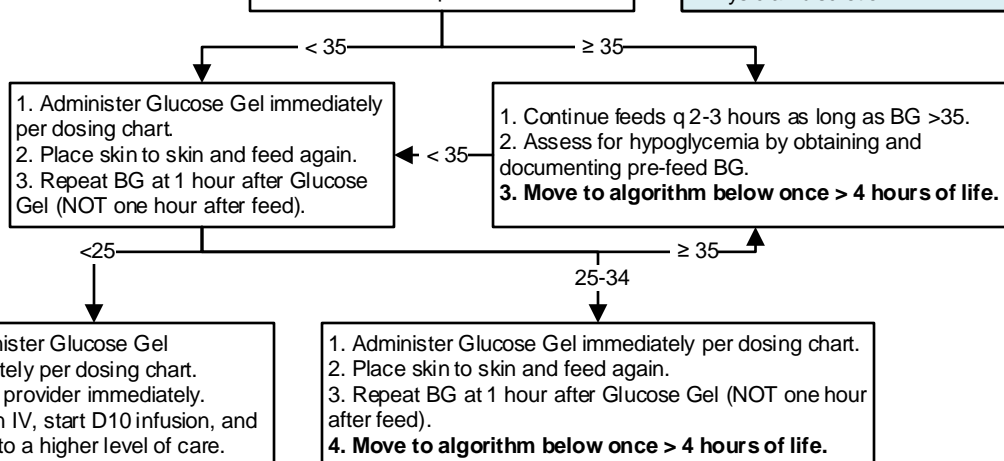 < 35
≥ 35
1. Administer Glucose Gel immediately
per dosing chart.
2. Place skin to skin and feed again.
3. Repeat BG at 1 hour after Glucose
Gel (NOT one hour after feed).
< 35
1. Continue feeds q 2-3 hours as long as BG >35.
2. Assess for hypoglycemia by obtaining and
documenting pre-feed BG.
3. Move to algorithm below once > 4 hours of life.
<25
25-34
≥ 35
Glucose Gel
per dosing chart.
provider immediately.
IV, start D10 infusion, and
to a higher level of care.
1. Administer Glucose Gel immediately per dosing chart.
2. Place skin to skin and feed again.
3. Repeat BG at 1 hour after Glucose Gel (NOT one hour
after feed).
4. Move to algorithm below once > 4 hours of life.